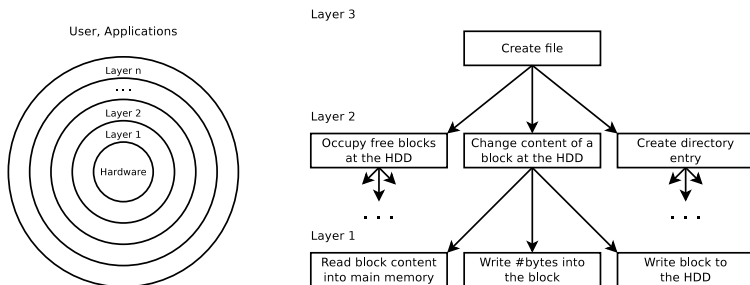 User, Applications
Layer n
...
Layer 2
Layer 1
Hardware
Layer 3
Create file
Layer 2
Occupy free blocks
at the HDD
Change content of a
block at the HDD
Create directory
entry
...
...
Layer 1
Read block content
into main memory
Write #bytes into
the block
Write block to
the HDD